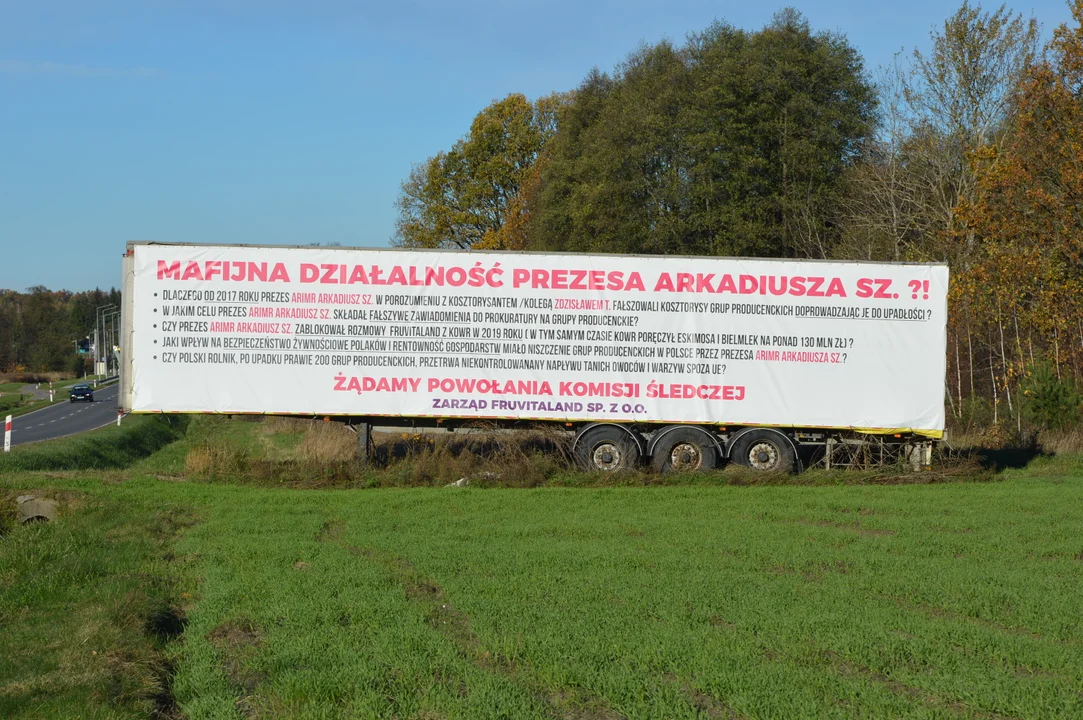 MAFIJNA DZIAŁALNOŚĆ PREZESA ARKADIUSZA SZ. ?!
• DLACZEGO OD 2017 ROKU PREZES ARIMR ARKADIUSZ SZ. W POROZUMIENIU Z KOSZTORYSANTEM /KOLEGĄ ZDZISŁAWEM T. FAŁSZOWALI KOSZTORYSY GRUP PRODUCENCKICH DOPROWADZAJĄC JE DO UPADŁOŚCI ?
• W JAKIM CELU PREZES ARIMR ARKADIUSZ SZ. SKŁADAŁ FAŁSZYWE ZAWIADOMIENIA DO PROKURATURY NA GRUPY PRODUCENCKIE?
• CZY PREZES ARIMR ARKADIUSZ SZ. ZABLOKOWAŁ ROZMOWY FRUVITALAND Z KOWR W 2019 ROKU ( W TYM SAMYM CZASIE KOWR PORĘCZYŁ ESKIMOSA I BIELMLEK NA PONAD 130 MLN ZŁ) ?
• JAKI WPŁYW NA BEZPIECZEŃSTWO ŻYWNOŚCIOWE POLAKÓW I RENTOWNOŚĆ GOSPODARSTW MIAŁO NISZCZENIE GRUP PRODUCENCKICH W POLSCE PRZEZ PREZESA ARIMR ARKADIUSZA SZ.?
• CZY POLSKI ROLNIK, PO UPADKU PRAWIE 200 GRUP PRODUCENCKICH, PRZETRWA NIEKONTROLOWANANY NAPŁYWU TANICH OWOCÓW I WARZYW SPOZA UE?
ŻĄDAMY POWOŁANIA KOMISJI ŚLEDCZEJ
ZARZĄD FRUVITALAND SP. Z O.O.